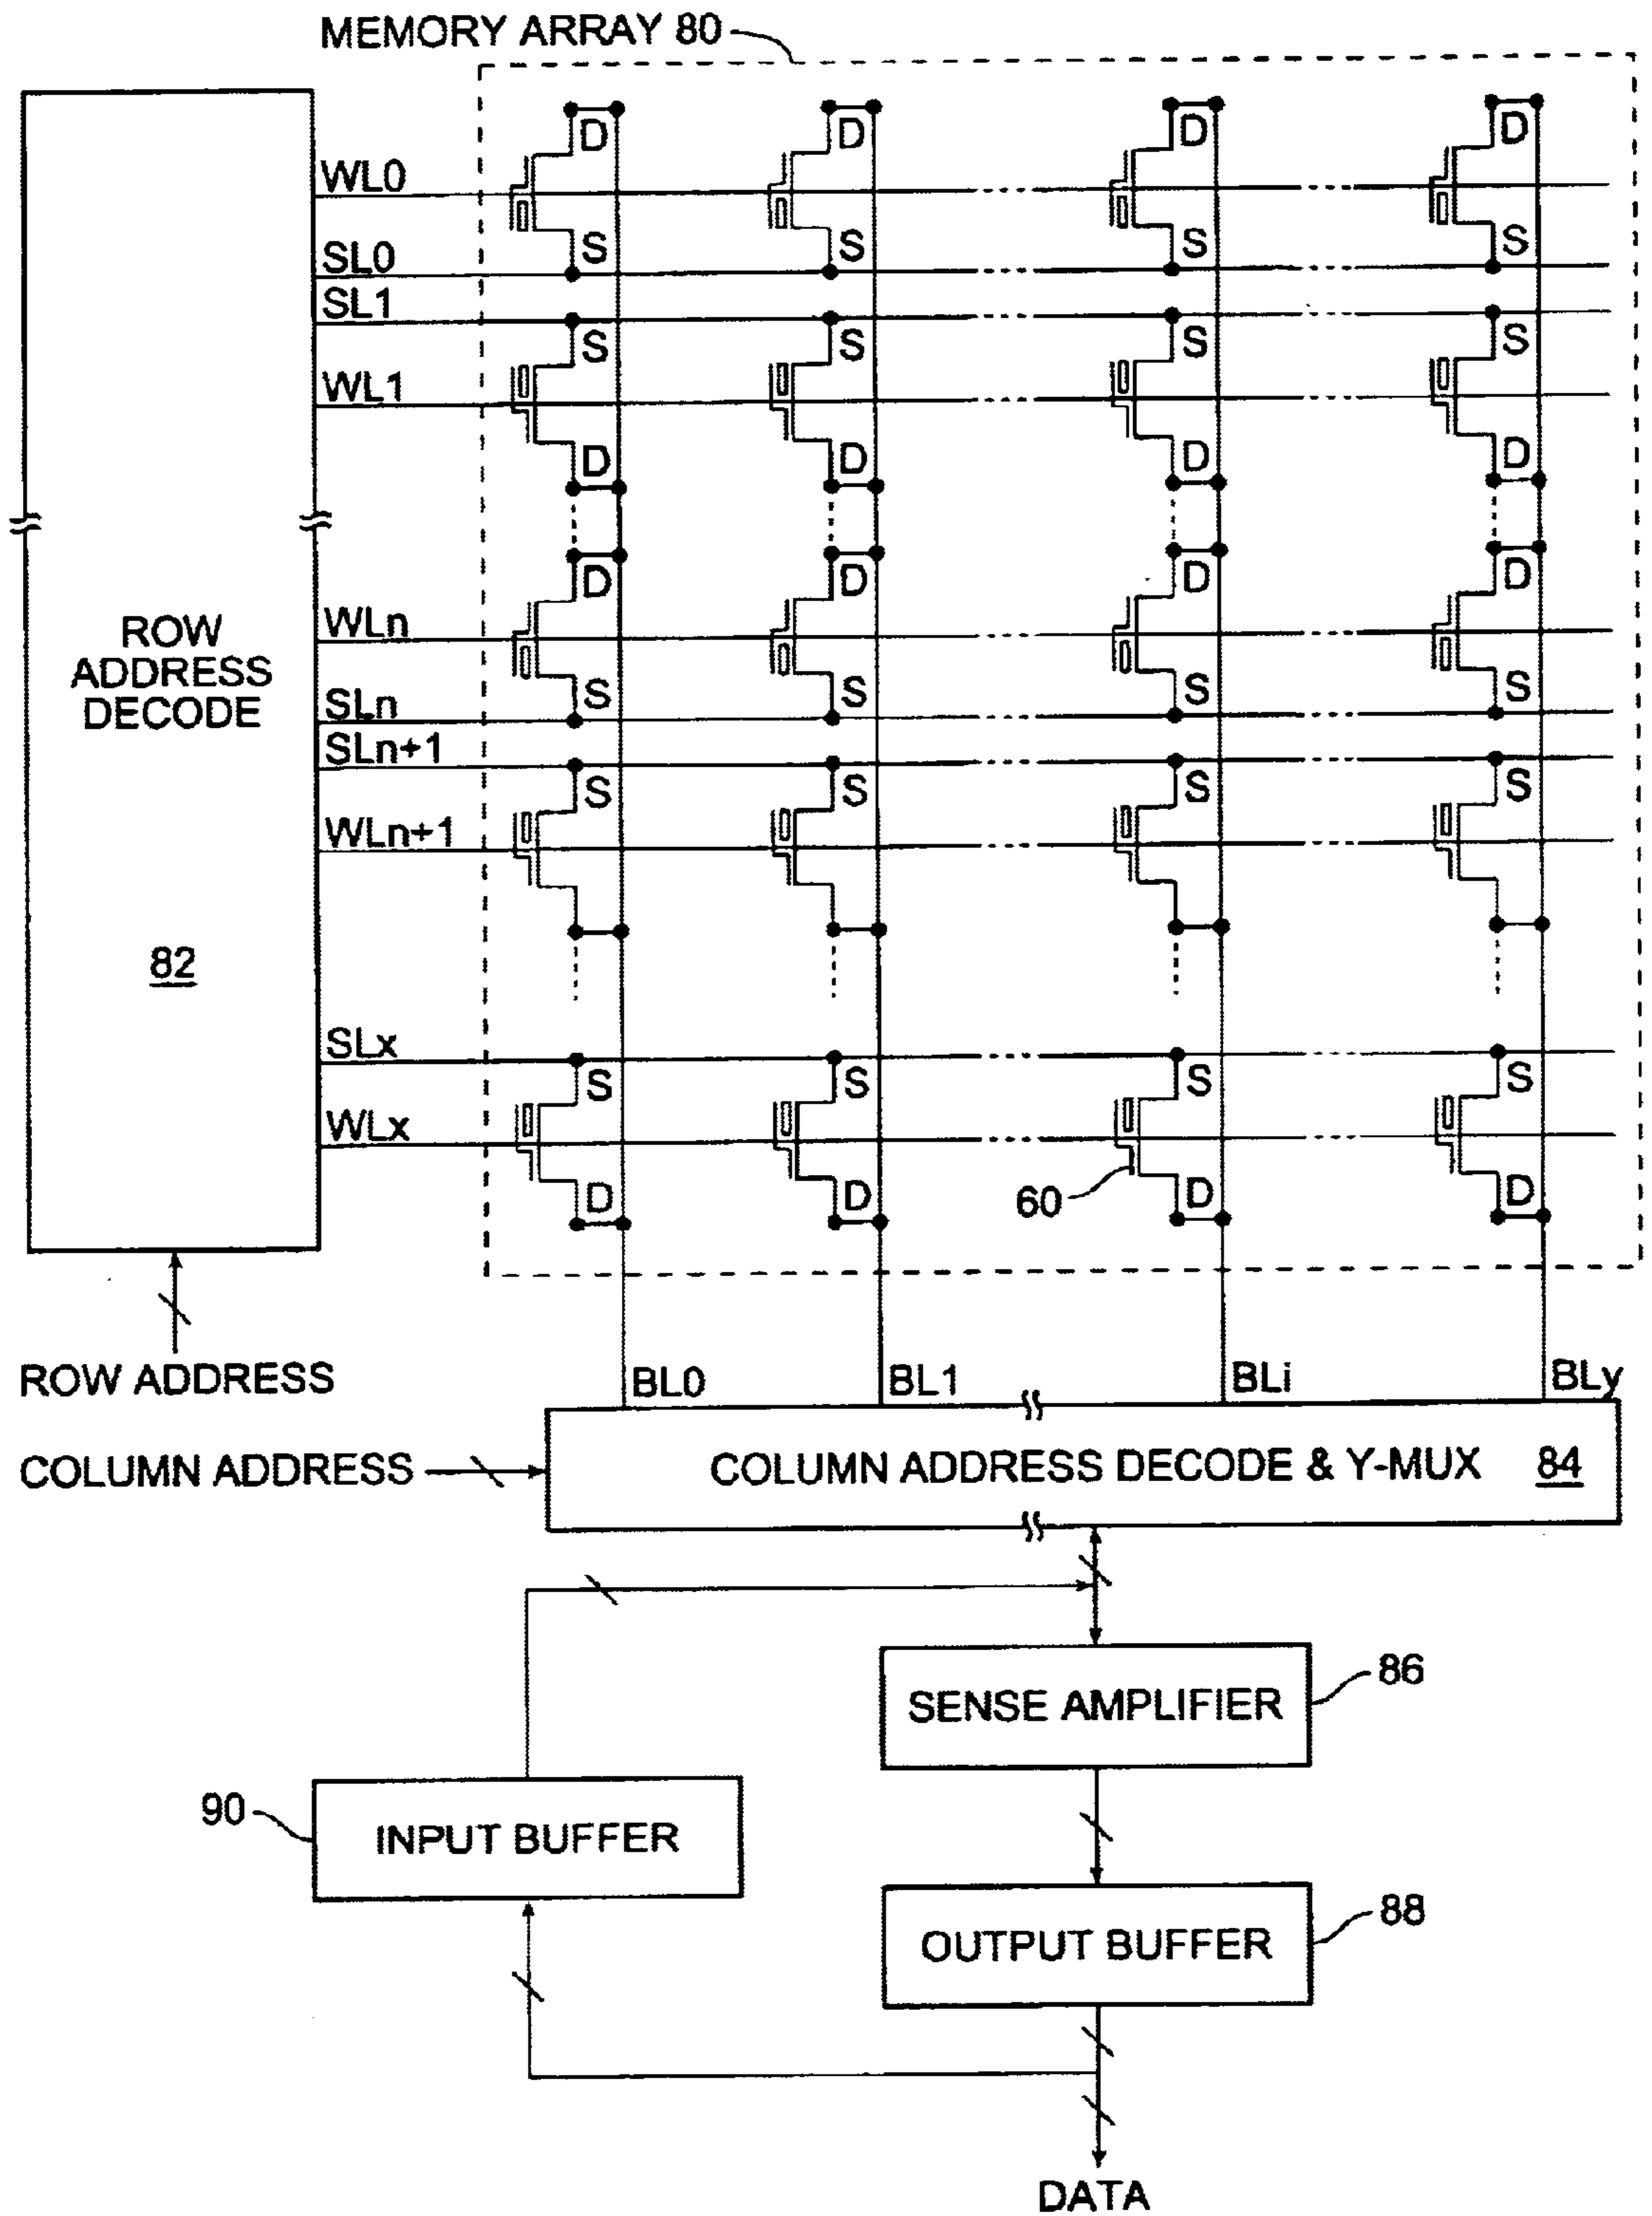 MEMORY ARRAY 80
D D D D
WL0
S S S S
SL0
SL1
S S S S
WL1
D D D D
D D D D
ROW
ADDRESS
DECODE
WLn
S S S S
SLn
SLn+1
S S S S
WLn+1
82
SLx
S S S S
WLx
60
D D D D
ROW ADDRESS
BL0 BL1 BLi BLy
COLUMN ADDRESS
COLUMN ADDRESS DECODE & Y-MUX 84
SENSE AMPLIFIER
86
90
INPUT BUFFER
OUTPUT BUFFER
88
DATA